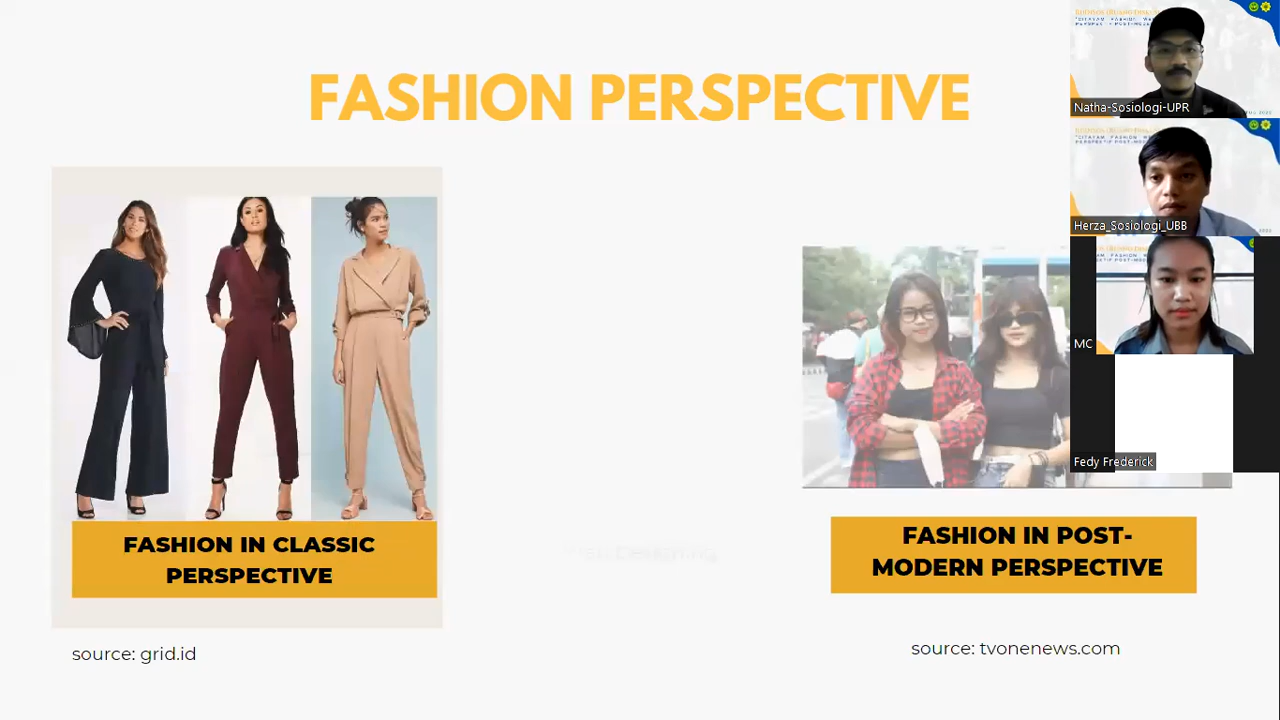 FASHION PERSPECTIVE
FASHION IN CLASSIC
PERSPECTIVE
source: grid.id
FASHION IN POST-
MODERN PERSPECTIVE
source: tvonenews.com
Natha-Sosiologi-UPR
Herza_Sosiologi_UBB
MC
Fedy Frederick